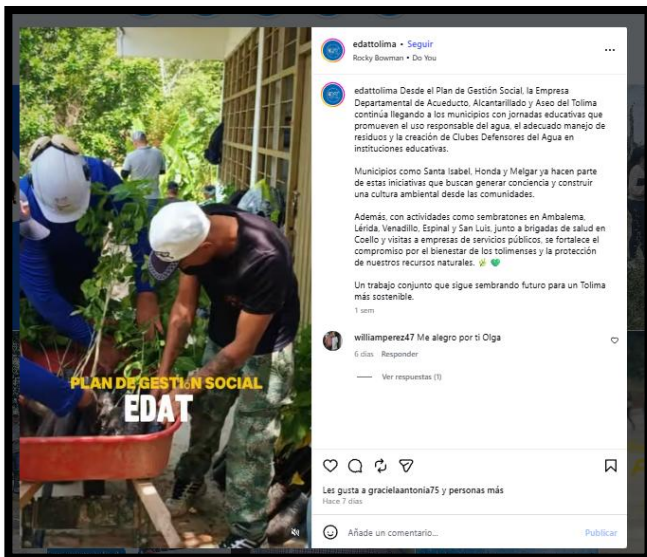 PLAN DE GESTIóN SOCIAL
EDAT
edattolima • Seguir
Rocky Bowman • Do You
edattolima Desde el Plan de Gestión Social, la Empresa
Departamental de Acueducto, Alcantarillado y Aseo del Tolima
continúa llegando a los municipios con jornadas educativas que
promueven el uso responsable del agua, el adecuado manejo de
residuos y la creación de Clubes Defensores del Agua en
instituciones educativas.
Municipios como Santa Isabel, Honda y Melgar ya hacen parte
de estas iniciativas que buscan generar conciencia y construir
una cultura ambiental desde las comunidades.
Además, con actividades como sembratones en Ambalema,
Lérida, Venadillo, Espinal y San Luis, junto a brigadas de salud en
Coello y visitas a empresas de servicios públicos, se fortalece el
compromiso por el bienestar de los tolimenses y la protección
de nuestros recursos naturales. 🌿 💚
Un trabajo conjunto que sigue sembrando futuro para un Tolima
más sostenible.
1 sem
williamperez47 Me alegro por ti Olga
6 días Responder
Ver respuestas (1)
Les gusta a gracielaantonia75 y personas más
Hace 7 días
Añade un comentario...
Publicar